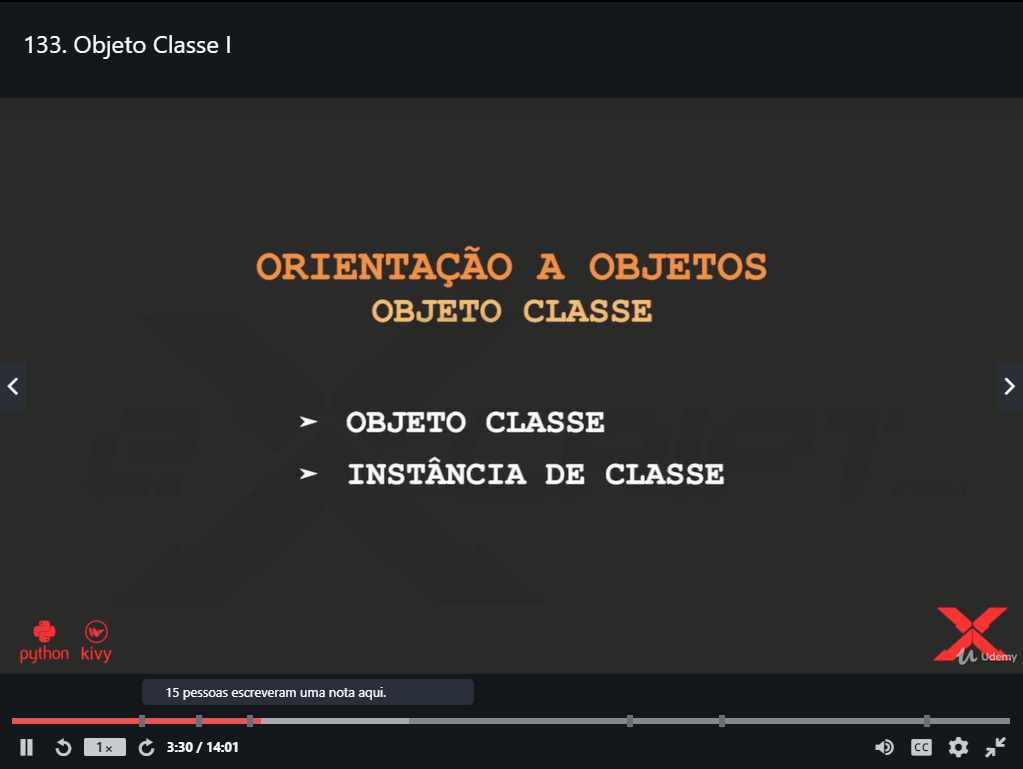 133. Objeto Classe I
ORIENTAÇÃO A OBJETOS
OBJETO CLASSE
➢ OBJETO CLASSE
➢ INSTÂNCIA DE CLASSE
python kivy
Udemy
15 pessoas escreveram uma nota aqui.
1× 3:30 / 14:01 CC